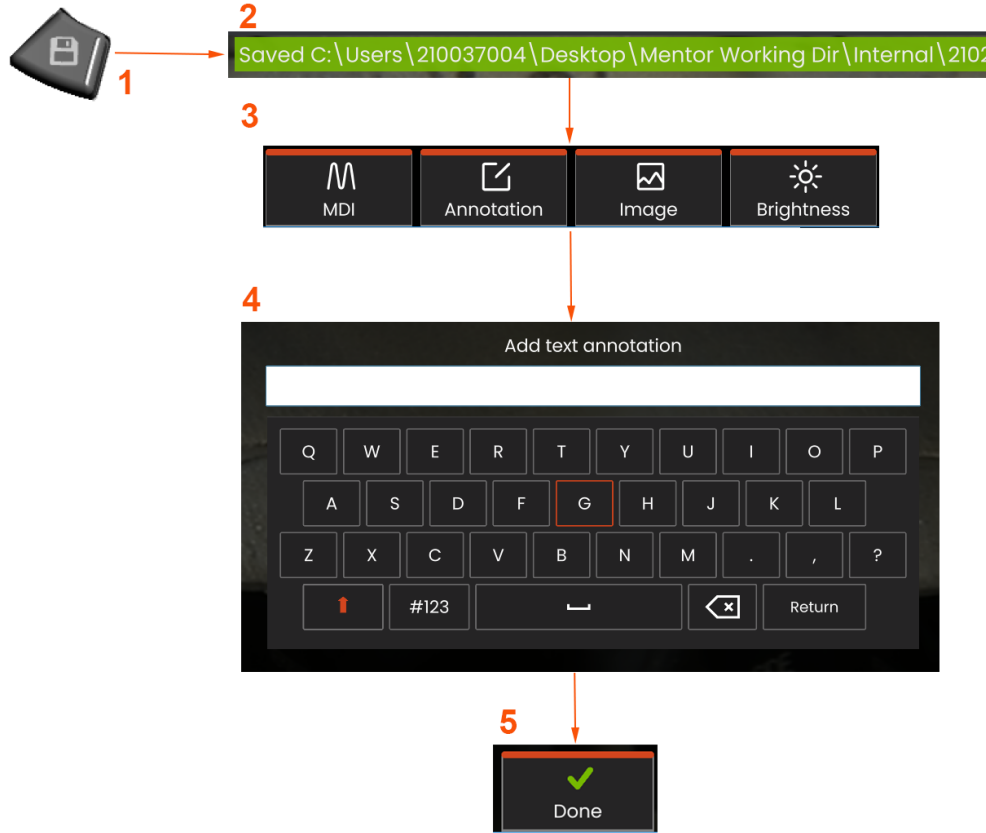 1
2
Saved C:\Users\210037004\Desktop\Mentor Working Dir\Internal\2102
3
MDI Annotation Image Brightness
4
Add text annotation
Q W E R T Y U I O P
A S D F G H J K L
Z X C V B N M . , ?
#123 Return
5
Done